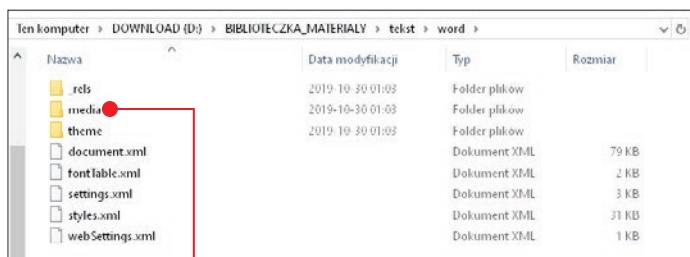 Ten komputer > DOWNLOAD (D:) > BIBLIOTECZKA_MATERIALY > tekst > word >
Nazwa Data modyfikacji Typ Rozmiar
_rels 2019-10-30 01:03 Folder plików
media 2019-10-30 01:03 Folder plików
theme 2019-10-30 01:03 Folder plików
document.xml Dokument XML 79 KB
fontTable.xml Dokument XML 2 KB
settings.xml Dokument XML 3 KB
styles.xml Dokument XML 31 KB
webSettings.xml Dokument XML 1 KB